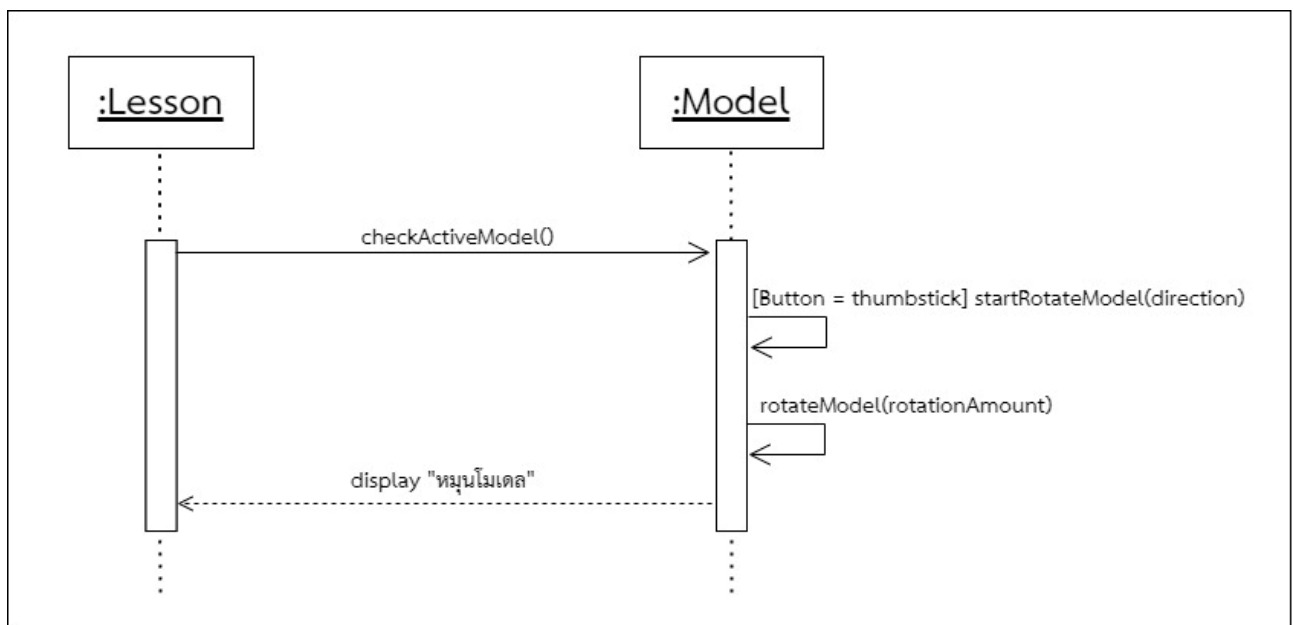 :Lesson
:Model
checkActiveModel()
[Button = thumbstick] startRotateModel(direction)
rotateModel(rotationAmount)
display "หมุนโมเดล"